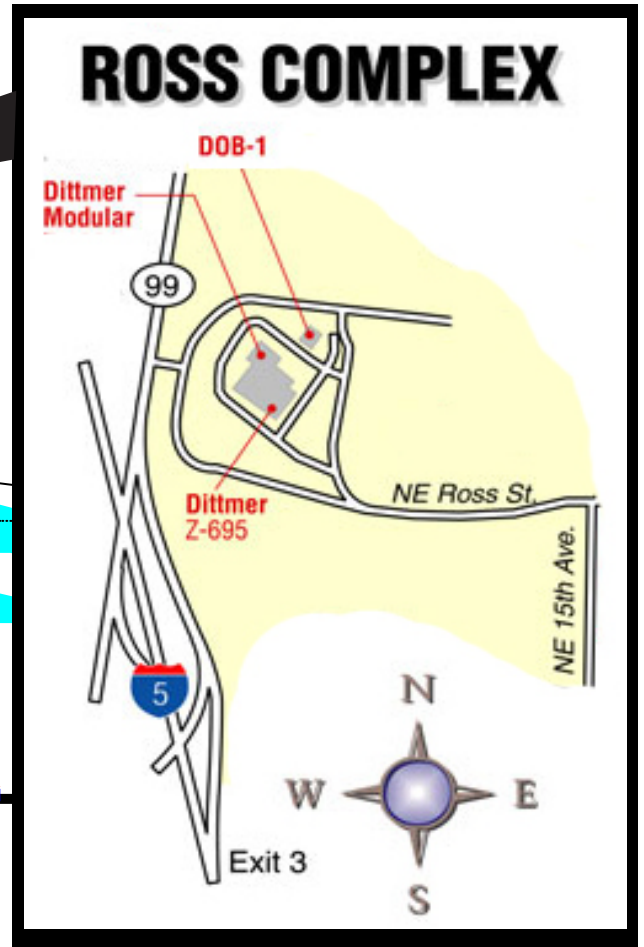 ROSS COMPLEX
DOB-1
Dittmer
Modular
99
NE Ross St.
Dittmer
Z-695
NE 15th Ave.
5
N
W E
S
Exit 3